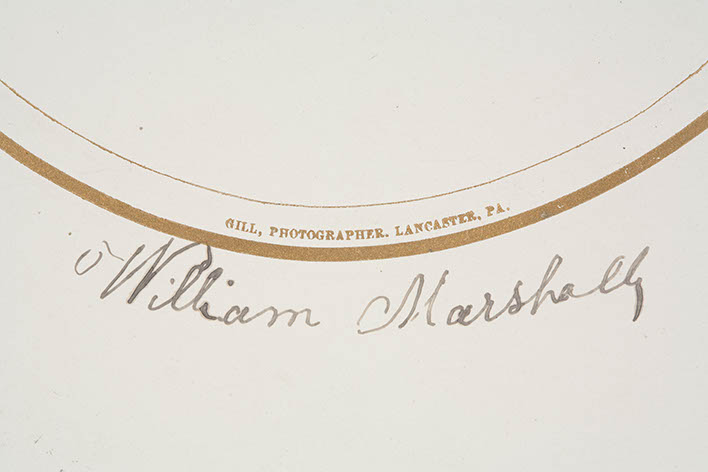 GILL, PHOTOGRAPHER. LANCASTER, PA.
William Marshall